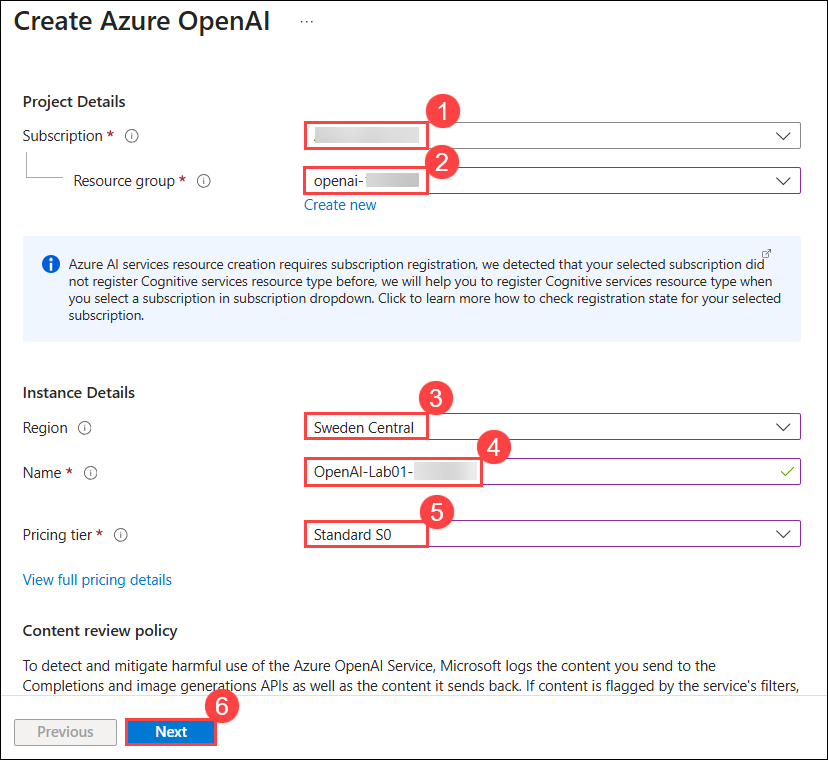 Create Azure OpenAI ...
Project Details
1
Subscription *
2
Resource group * openai-
Create new
Azure AI services resource creation requires subscription registration, we detected that your selected subscription did
not register Cognitive services resource type before, we will help you to register Cognitive services resource type when
you select a subscription in subscription dropdown. Click to learn more how to check registration state for your selected
subscription.
Instance Details
3
Region Sweden Central
4
Name * OpenAI-Lab01-
5
Pricing tier * Standard S0
View full pricing details
Content review policy
To detect and mitigate harmful use of the Azure OpenAI Service, Microsoft logs the content you send to the
Completions and image generations APIs as well as the content it sends back. If content is flagged by the service's filters,
6
Previous Next